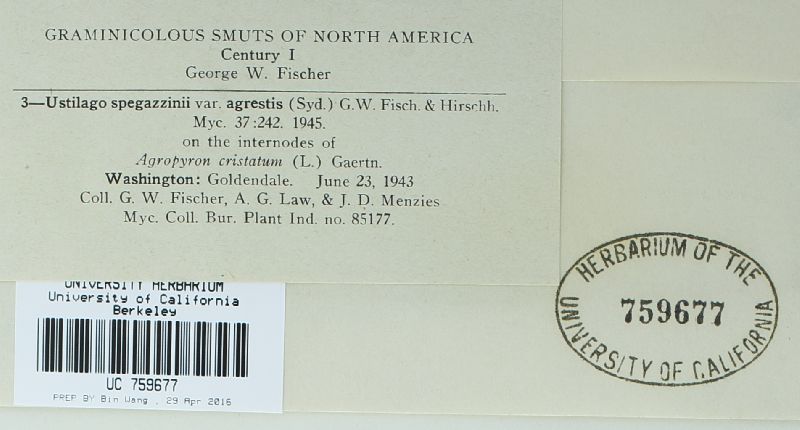 GRAMINICOLOUS SMUTS OF NORTH AMERICA
Century I
George W. Fischer
3—Ustilago spegazzinii var. agrestis (Syd.) G.W. Fisch. & Hirschh.
Myc. 37:242. 1945.
on the internodes of
Agropyron cristatum (L.) Gaertn.
Washington: Goldendale. June 23, 1943
Coll. G. W. Fischer, A. G. Law, & J. D. Menzies
Myc. Coll. Bur. Plant Ind. no. 85177.
UNIVERSITY HERBARIUM
University of California
Berkeley
UC 759677
PREP BY Bin Wang , 29 Apr 2016
HERBARIUM OF THE
759677
UNIVERSITY OF CALIFORNIA